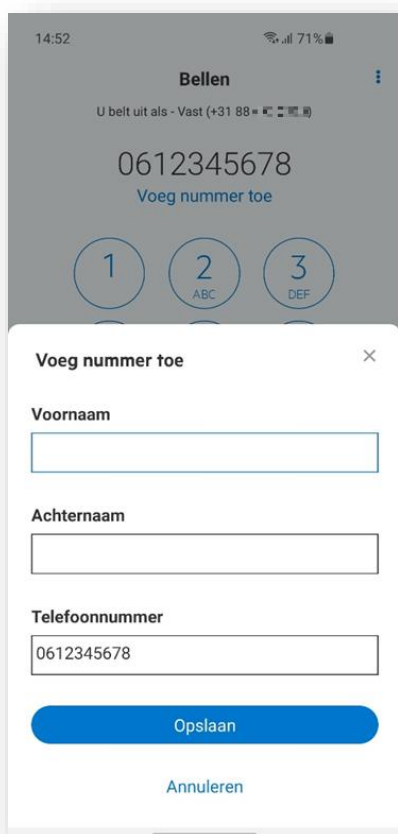 14:52 71%
Bellen
U belt uit als - Vast (+31 88
0612345678
Voeg nummer toe
1 2 3
ABC DEF
Voeg nummer toe
Voornaam
Achternaam
Telefoonnummer
0612345678
Opslaan
Annuleren